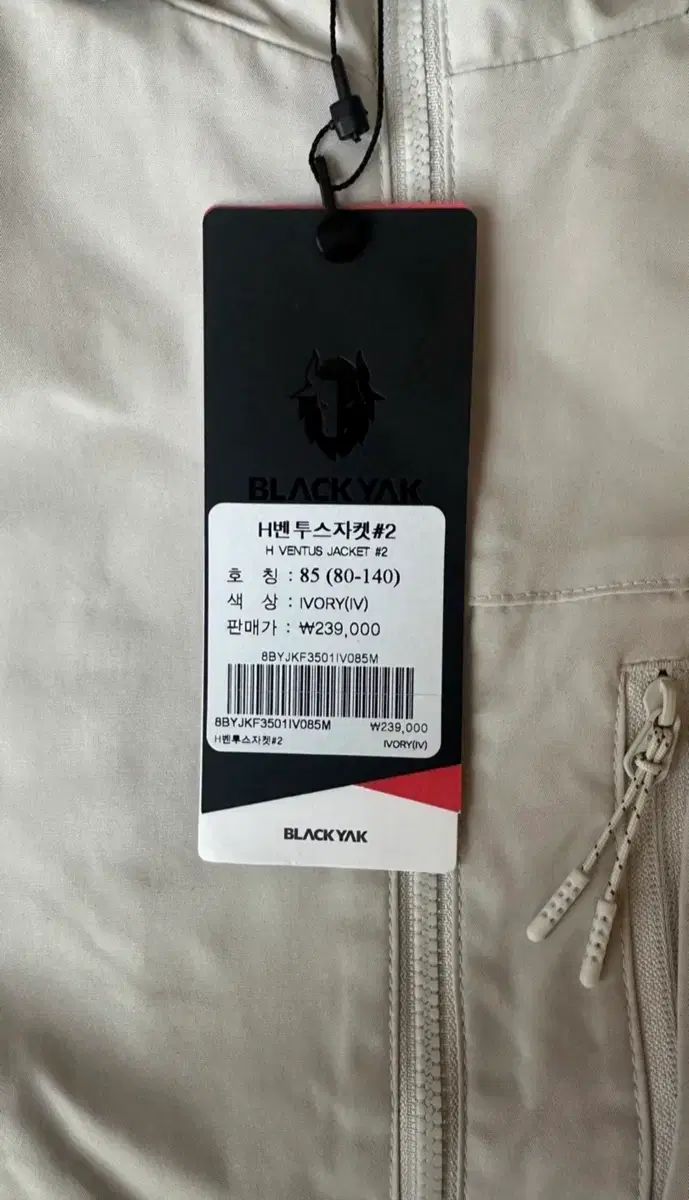 BLACK YAK
H벤투스자켓#2
H VENTUS JACKET #2
호 칭 : 85 (80-140)
색 상 : IVORY(IV)
판매가 : ₩239,000
8BYJKF3501IV085M
8BYJKF3501IV085M ₩239,000
H벤투스자켓#2 IVORY(IV)
BLACK YAK